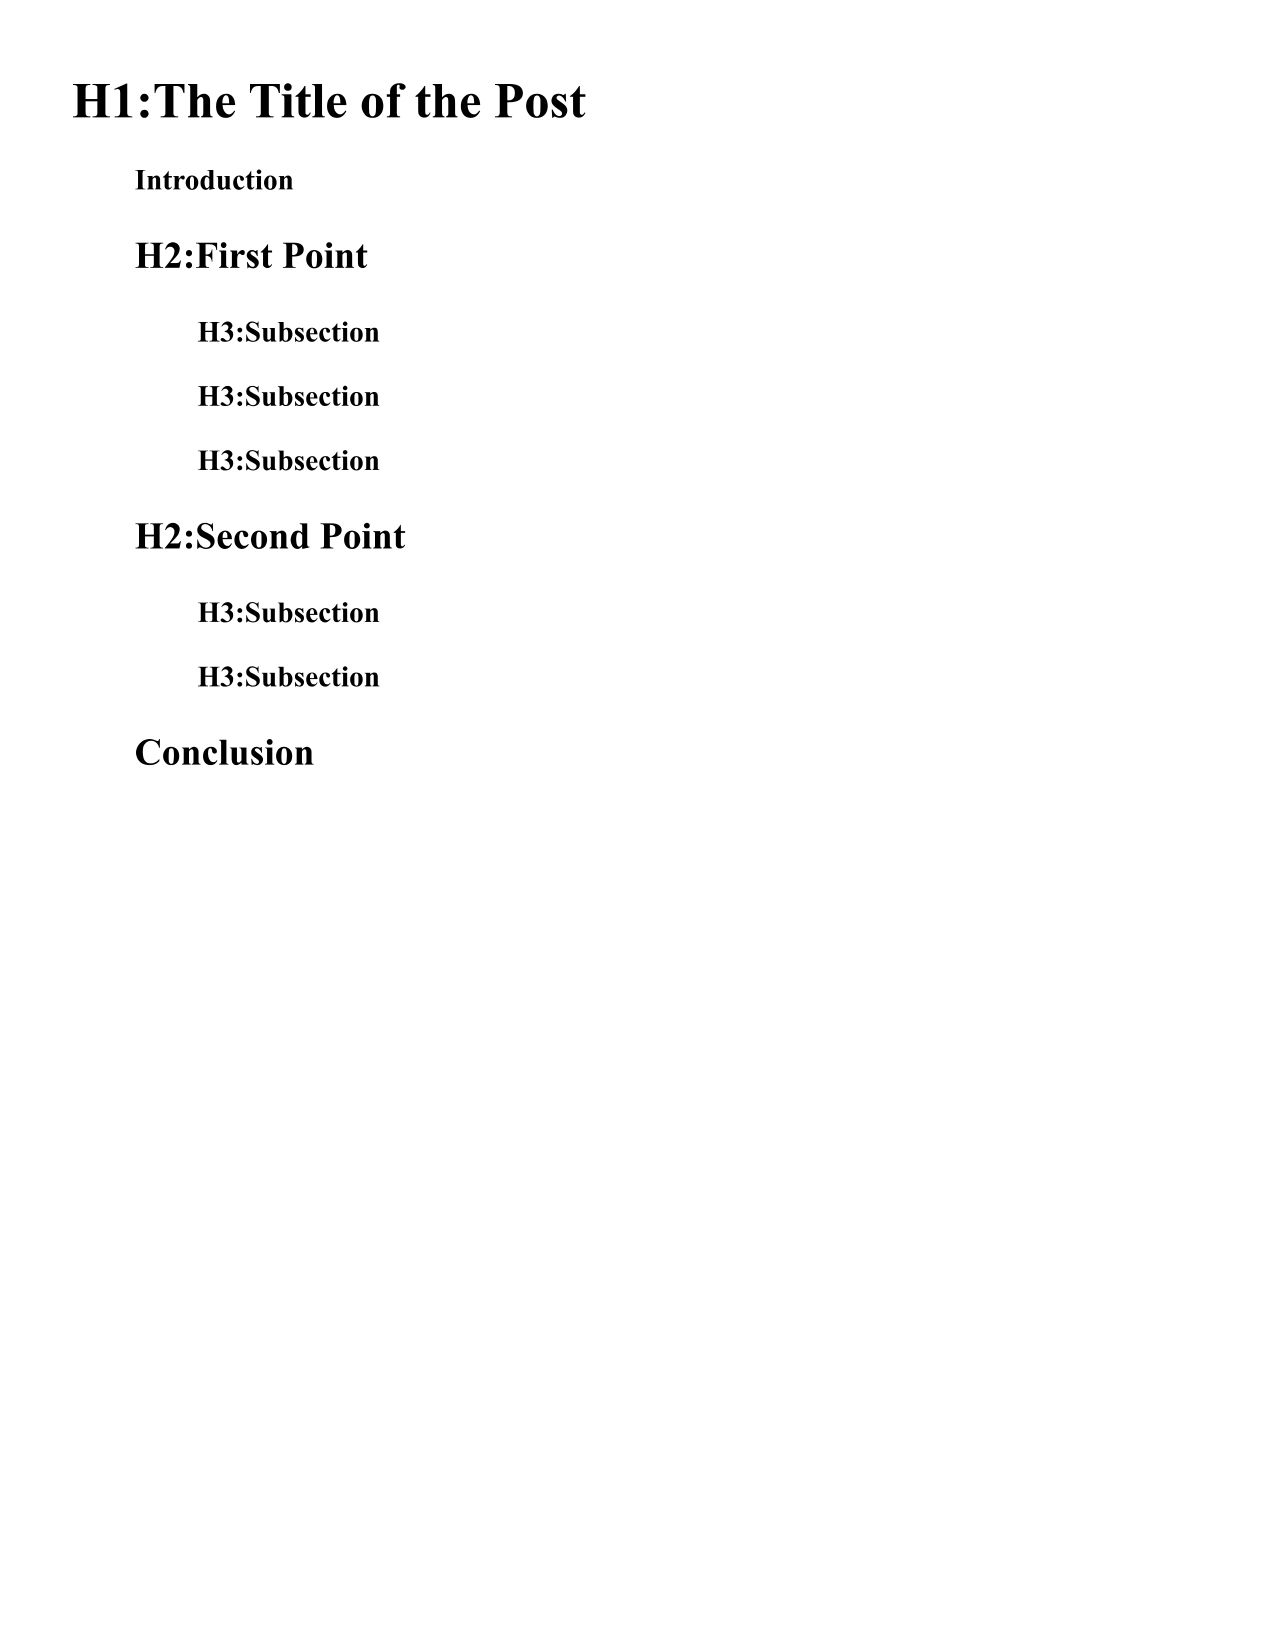 H1:The Title of the Post
Introduction
H2:First Point
H3:Subsection
H3:Subsection
H3:Subsection
H2:Second Point
H3:Subsection
H3:Subsection
Conclusion